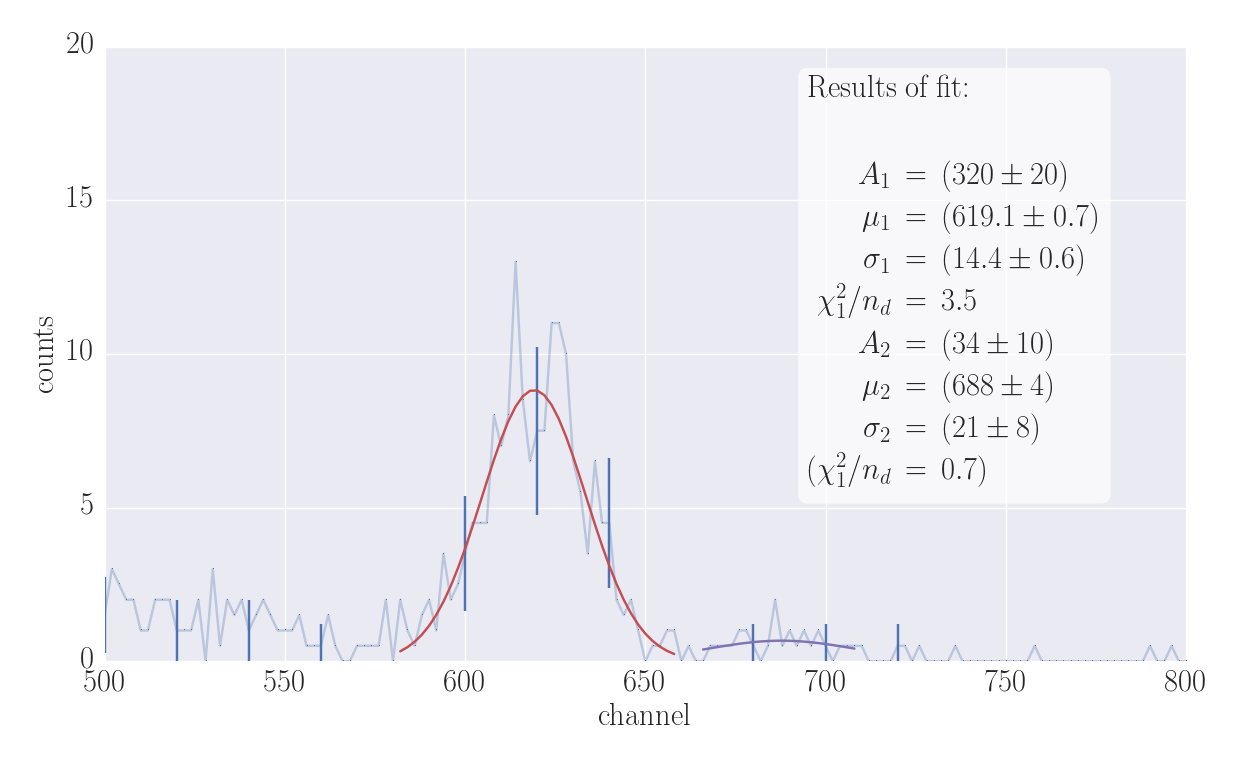 20
15
10
5
0
500 550 600 650 700 750 800
counts
channel
Results of fit:
A₁ = (320 ± 20)
μ₁ = (619.1 ± 0.7)
σ₁ = (14.4 ± 0.6)
χ₁²/n_d = 3.5
A₂ = (34 ± 10)
μ₂ = (688 ± 4)
σ₂ = (21 ± 8)
(χ₁²/n_d = 0.7)